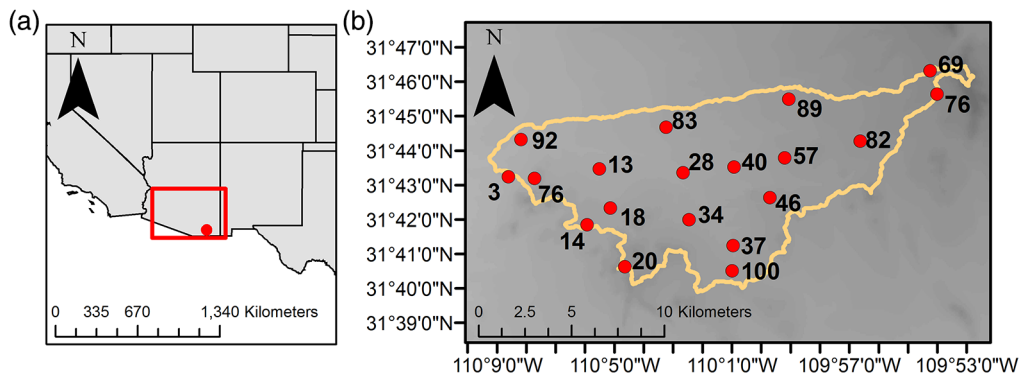 (a)
N
0 335 670 1,340 Kilometers
(b)
N
31°47'0"N
31°46'0"N
31°45'0"N
31°44'0"N
31°43'0"N
31°42'0"N
31°41'0"N
31°40'0"N
31°39'0"N
69
76
89
83
92
82
57
40
28
13
3
76
46
18
34
14
37
20
100
0 2.5 5 10 Kilometers
110°9'0"W 110°5'0"W 110°1'0"W 109°57'0"W 109°53'0"W